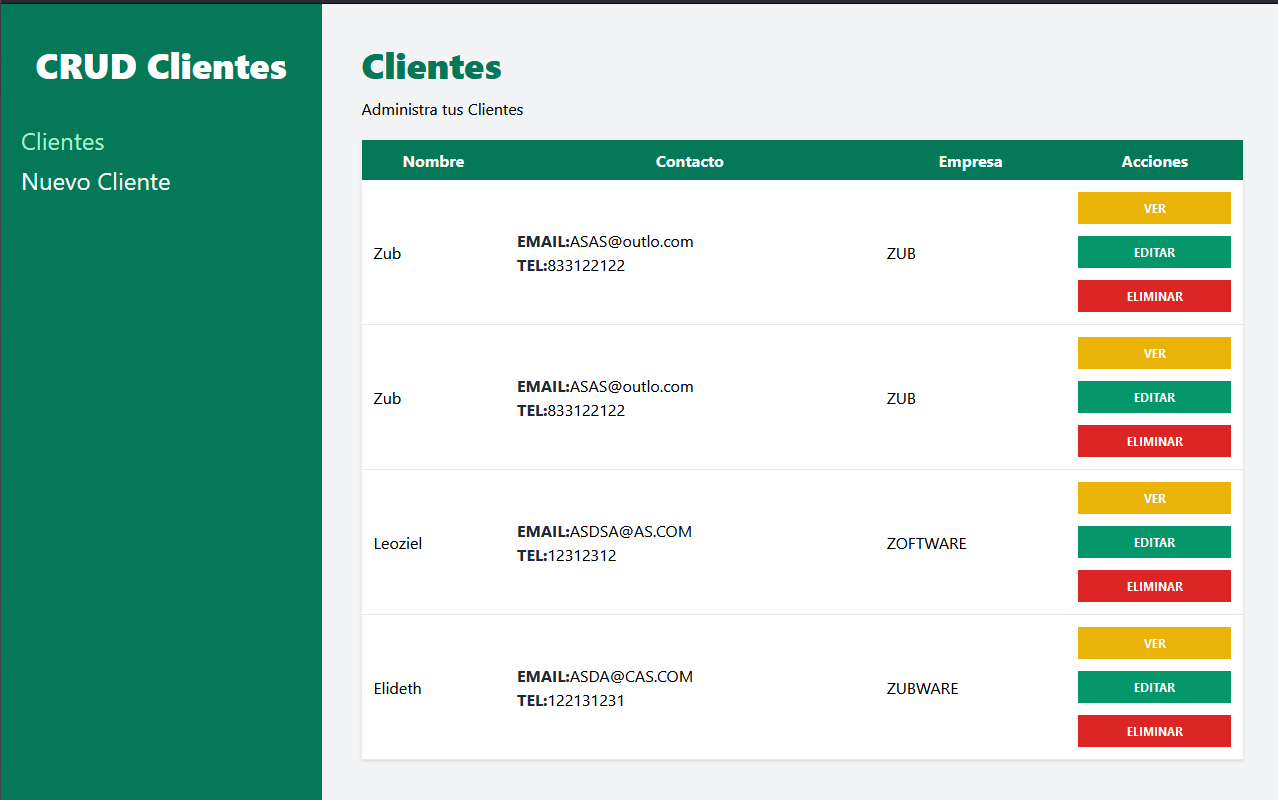 CRUD Clientes
Clientes
Nuevo Cliente
Clientes
Administra tus Clientes
Nombre Contacto Empresa Acciones
Zub
EMAIL:ASAS@outlo.com
TEL:833122122
ZUB
VER
EDITAR
ELIMINAR
Zub
EMAIL:ASAS@outlo.com
TEL:833122122
ZUB
VER
EDITAR
ELIMINAR
Leoziel
EMAIL:ASDSA@AS.COM
TEL:12312312
ZOFTWARE
VER
EDITAR
ELIMINAR
Elideth
EMAIL:ASDA@CAS.COM
TEL:122131231
ZUBWARE
VER
EDITAR
ELIMINAR